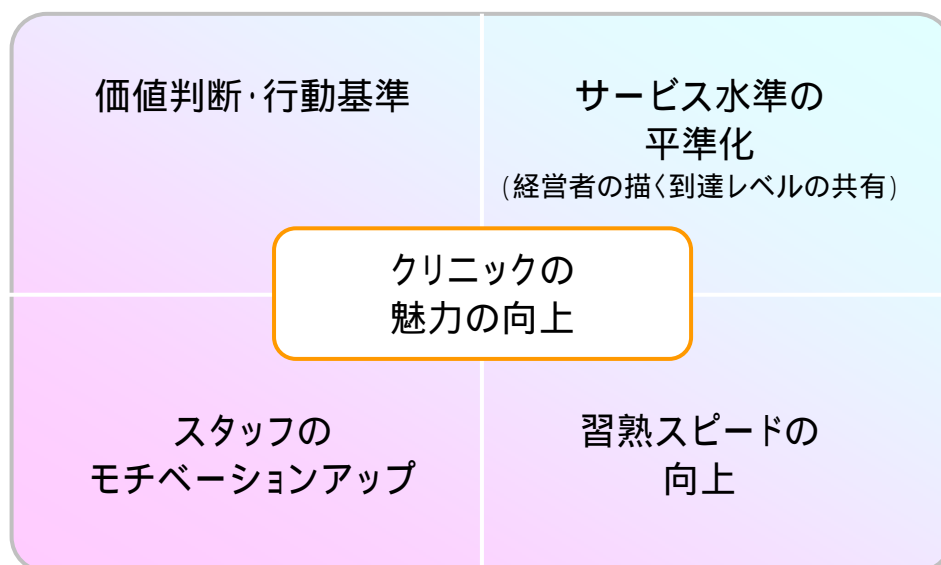 価値判断・行動基準
サービス水準の
平準化
(経営者の描く到達レベルの共有)
クリニックの
魅力の向上
スタッフの
モチベーションアップ
習熟スピードの
向上